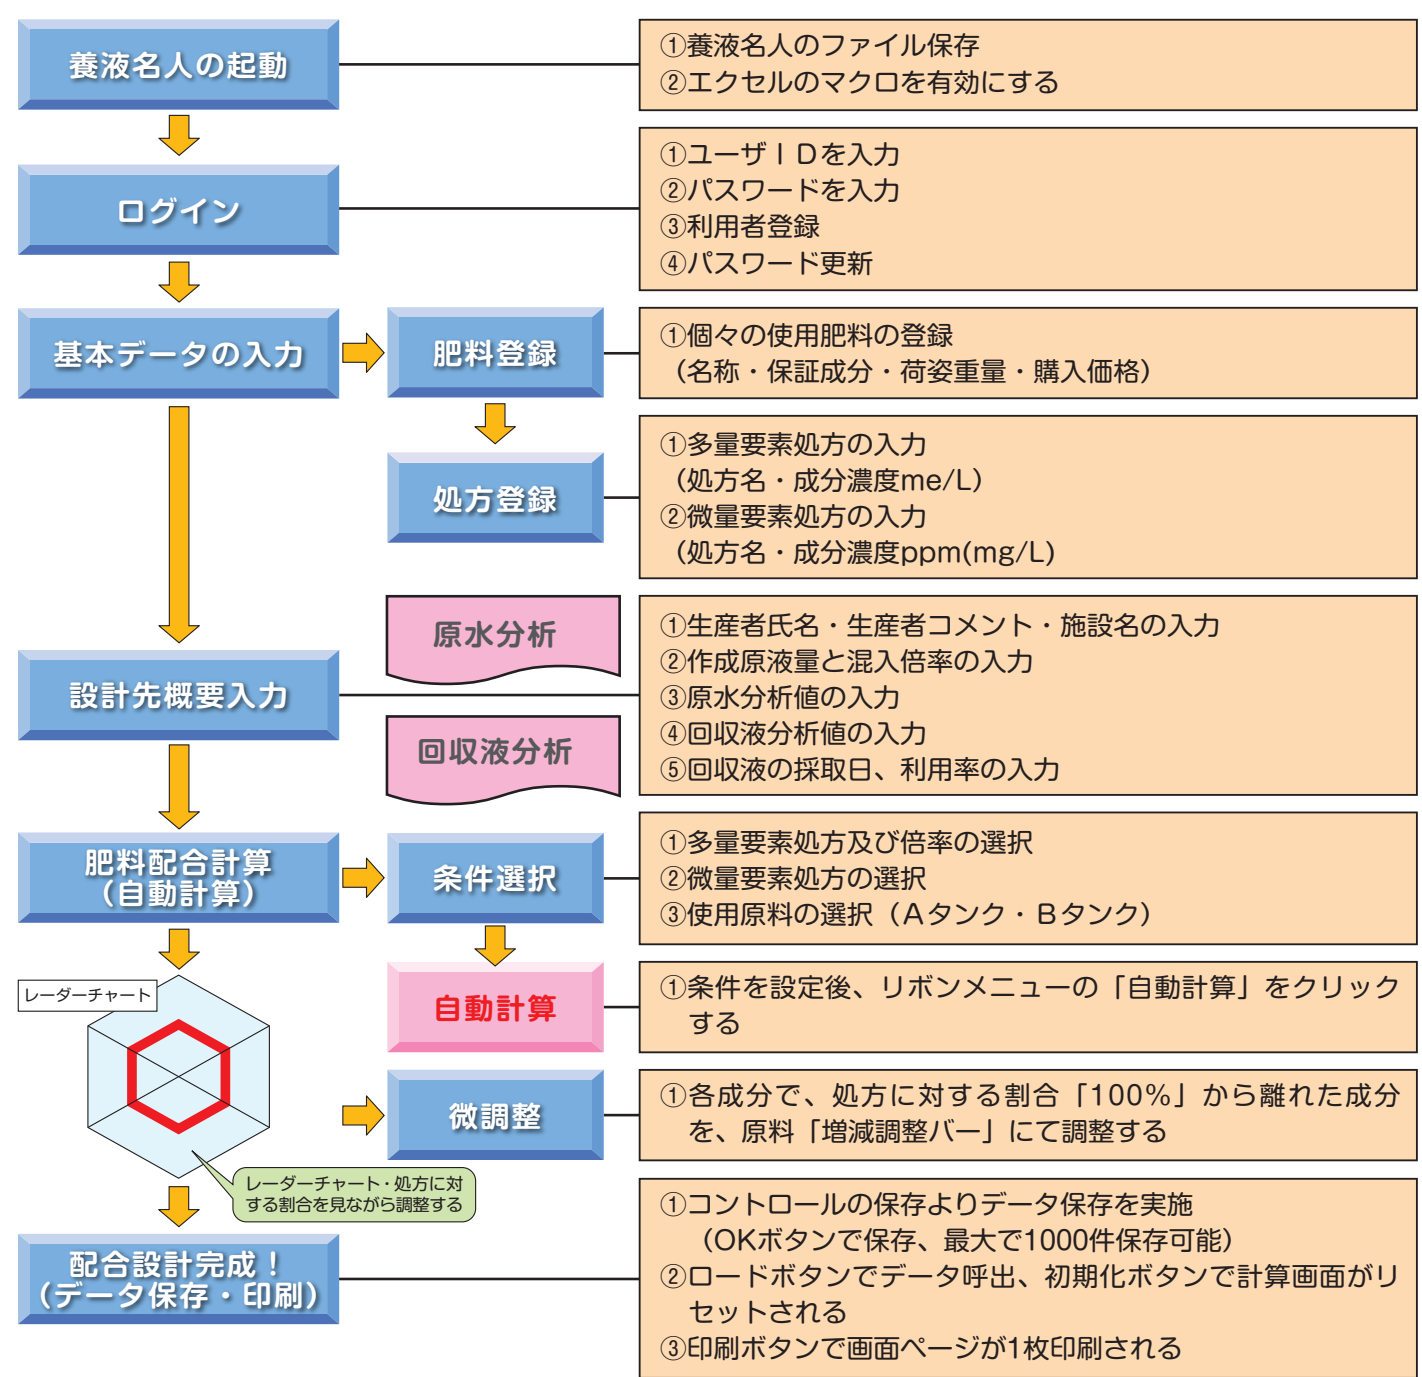 養液名人の起動
①養液名人のファイル保存
②エクセルのマクロを有効にする
ログイン
①ユーザＩＤを入力
②パスワードを入力
③利用者登録
④パスワード更新
基本データの入力
肥料登録
①個々の使用肥料の登録
（名称・保証成分・荷姿重量・購入価格）
処方登録
①多量要素処方の入力
（処方名・成分濃度me/L）
②微量要素処方の入力
（処方名・成分濃度ppm(mg/L)
原水分析
設計先概要入力
回収液分析
①生産者氏名・生産者コメント・施設名の入力
②作成原液量と混入倍率の入力
③原水分析値の入力
④回収液分析値の入力
⑤回収液の採取日、利用率の入力
肥料配合計算
（自動計算）
条件選択
①多量要素処方及び倍率の選択
②微量要素処方の選択
③使用原料の選択（Ａタンク・Ｂタンク）
レーダーチャート
自動計算
①条件を設定後、リボンメニューの「自動計算」をクリック
する
微調整
①各成分で、処方に対する割合「100％」から離れた成分
を、原料「増減調整バー」にて調整する
レーダーチャート・処方に対
する割合を見ながら調整する
配合設計完成！
（データ保存・印刷）
①コントロールの保存よりデータ保存を実施
（OKボタンで保存、最大で1000件保存可能）
②ロードボタンでデータ呼出、初期化ボタンで計算画面がリ
セットされる
③印刷ボタンで画面ページが1枚印刷される